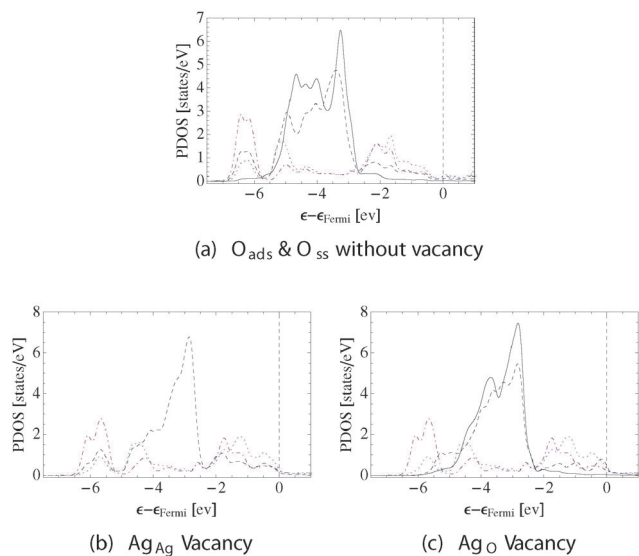 7
6
5
4
3
2
1
0
PDOS [states/eV]
−6 −4 −2 0
ϵ−ϵFermi [ev]
(a) Oads & Oss without vacancy
8
6
4
2
0
PDOS [states/eV]
−6 −4 −2 0
ϵ−ϵFermi [ev]
(b) AgAg Vacancy
8
6
4
2
0
PDOS [states/eV]
−6 −4 −2 0
ϵ−ϵFermi [ev]
(c) AgO Vacancy